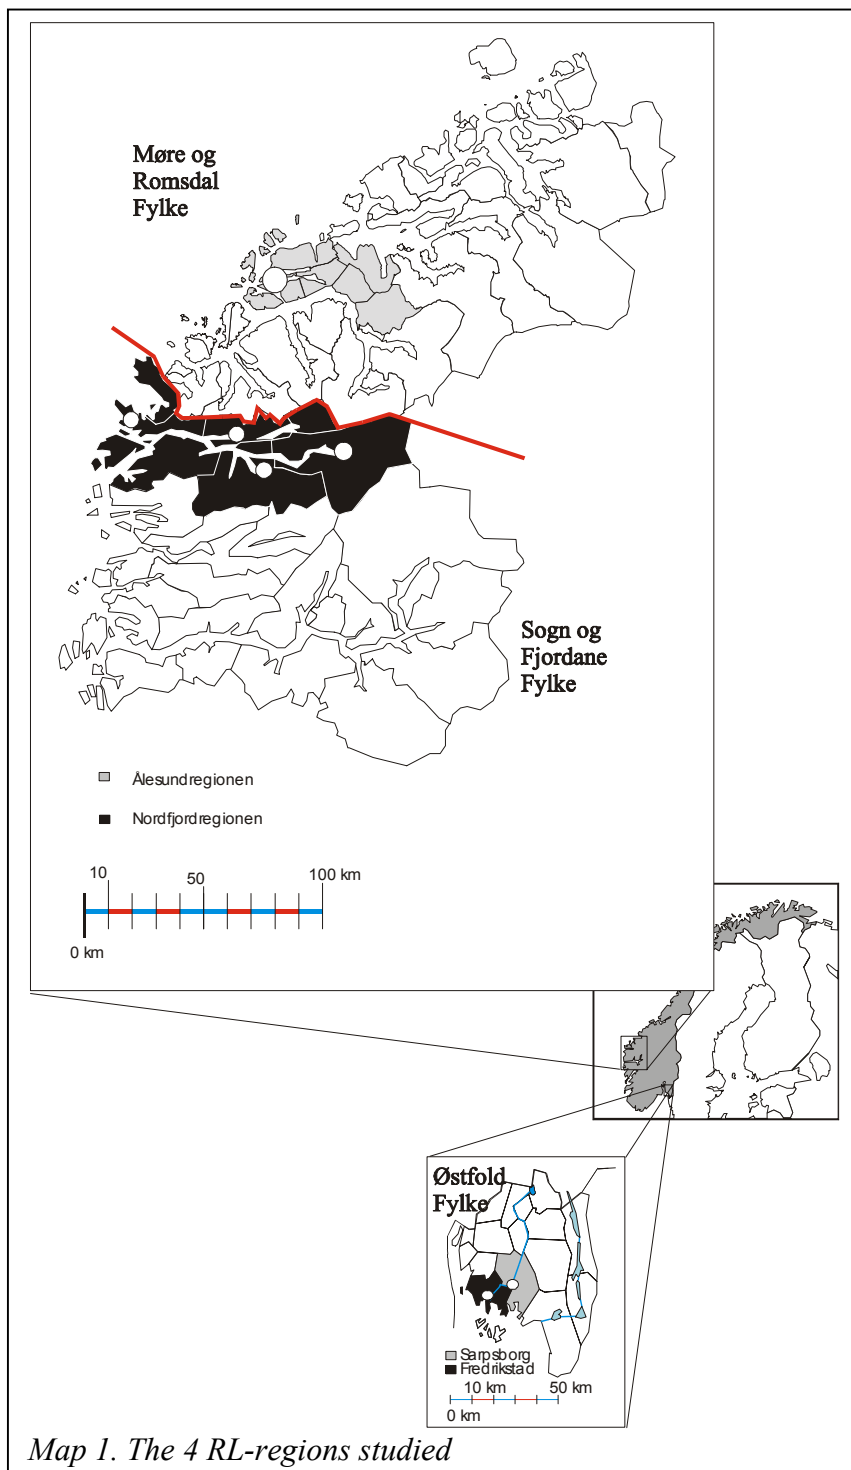 Møre og
Romsdal
Fylke
Sogn og
Fjordane
Fylke
Ålesundregionen
Nordfjordregionen
10 50 100 km
0 km
Østfold
Fylke
Sarpsborg
Fredrikstad
10 km 50 km
0 km
Map 1. The 4 RL-regions studied